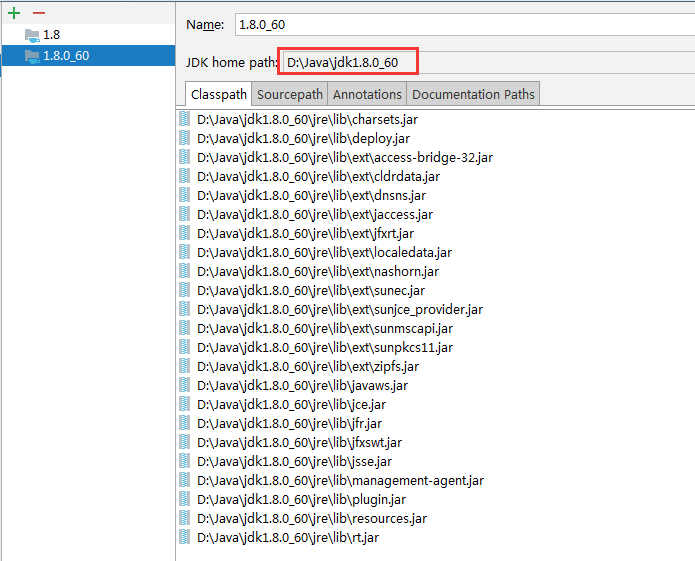 1.8
1.8.0_60
Name: 1.8.0_60
JDK home path: D:\Java\jdk1.8.0_60
Classpath Sourcepath Annotations Documentation Paths
D:\Java\jdk1.8.0_60\jre\lib\charsets.jar
D:\Java\jdk1.8.0_60\jre\lib\deploy.jar
D:\Java\jdk1.8.0_60\jre\lib\ext\access-bridge-32.jar
D:\Java\jdk1.8.0_60\jre\lib\ext\cldrdata.jar
D:\Java\jdk1.8.0_60\jre\lib\ext\dnsns.jar
D:\Java\jdk1.8.0_60\jre\lib\ext\jaccess.jar
D:\Java\jdk1.8.0_60\jre\lib\ext\jfxrt.jar
D:\Java\jdk1.8.0_60\jre\lib\ext\localedata.jar
D:\Java\jdk1.8.0_60\jre\lib\ext\nashorn.jar
D:\Java\jdk1.8.0_60\jre\lib\ext\sunec.jar
D:\Java\jdk1.8.0_60\jre\lib\ext\sunjce_provider.jar
D:\Java\jdk1.8.0_60\jre\lib\ext\sunmscapi.jar
D:\Java\jdk1.8.0_60\jre\lib\ext\sunpkcs11.jar
D:\Java\jdk1.8.0_60\jre\lib\ext\zipfs.jar
D:\Java\jdk1.8.0_60\jre\lib\javaws.jar
D:\Java\jdk1.8.0_60\jre\lib\jce.jar
D:\Java\jdk1.8.0_60\jre\lib\jfr.jar
D:\Java\jdk1.8.0_60\jre\lib\jfxswt.jar
D:\Java\jdk1.8.0_60\jre\lib\jsse.jar
D:\Java\jdk1.8.0_60\jre\lib\management-agent.jar
D:\Java\jdk1.8.0_60\jre\lib\plugin.jar
D:\Java\jdk1.8.0_60\jre\lib\resources.jar
D:\Java\jdk1.8.0_60\jre\lib\rt.jar